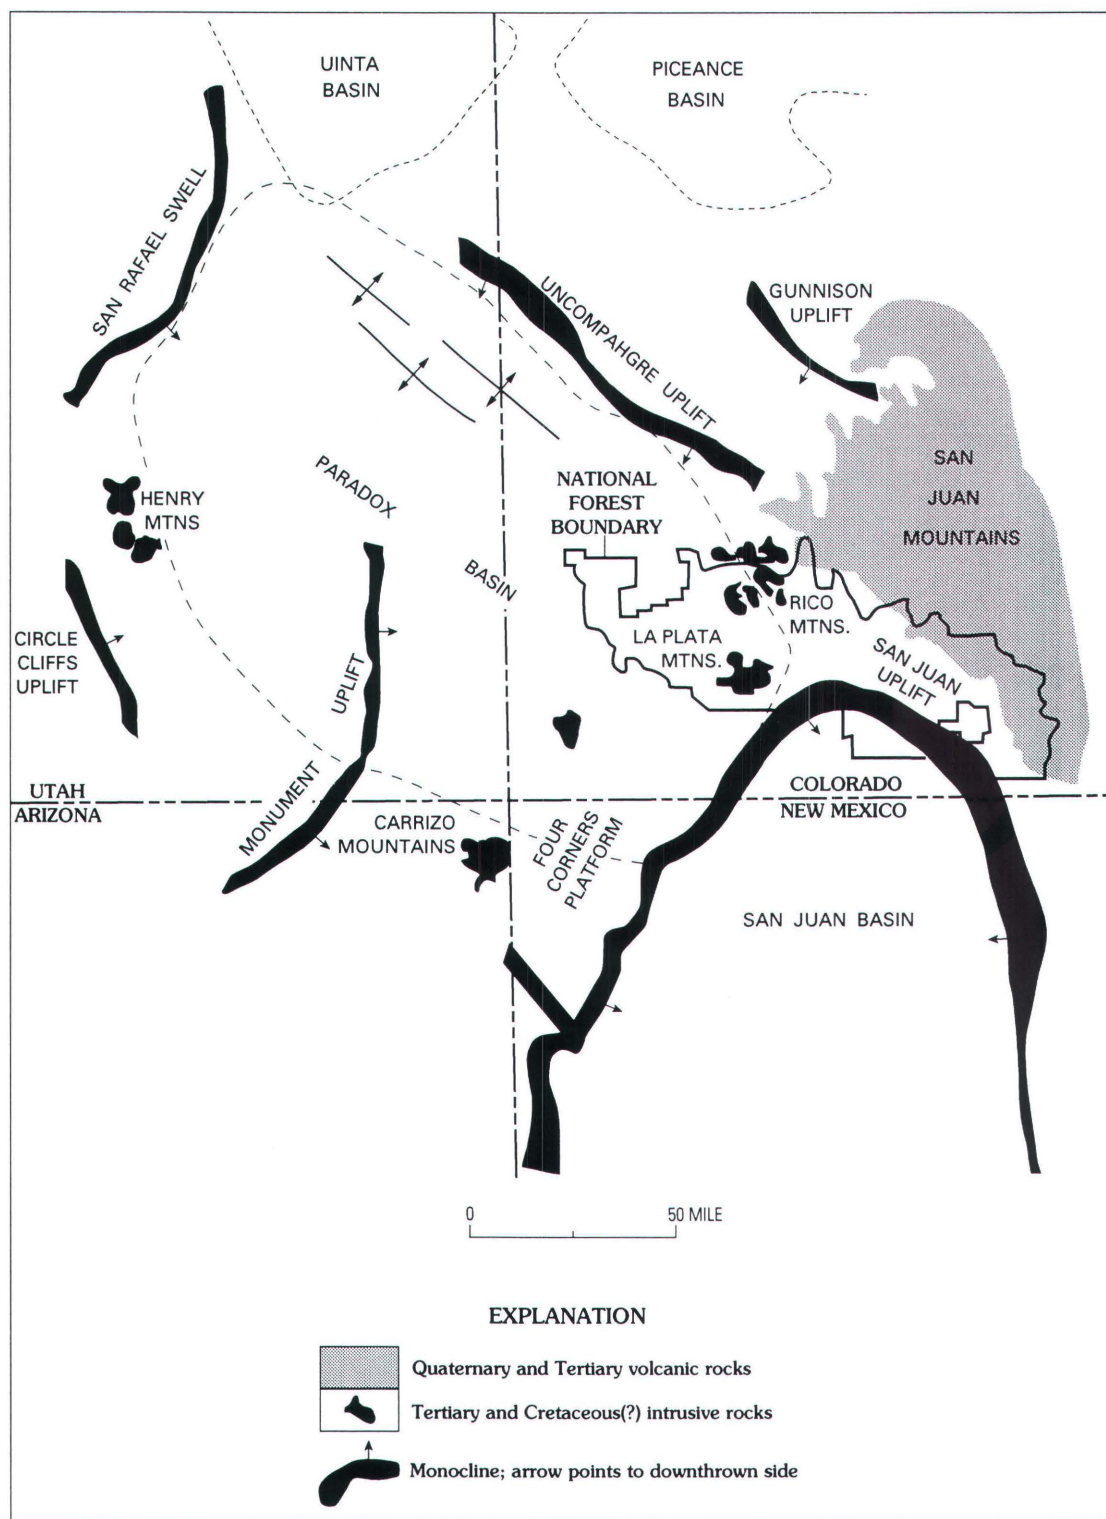 UINTA
BASIN
PICEANCE
BASIN
SAN RAFAEL SWELL
UNCOMPAHGRE UPLIFT
GUNNISON
UPLIFT
SAN
JUAN
MOUNTAINS
PARADOX
BASIN
HENRY
MTNS
NATIONAL
FOREST
BOUNDARY
RICO
MTNS.
LA PLATA
MTNS.
SAN JUAN
UPLIFT
CIRCLE
CLIFFS
UPLIFT
MONUMENT UPLIFT
UTAH
ARIZONA
COLORADO
NEW MEXICO
CARRIZO
MOUNTAINS
FOUR
CORNERS
PLATFORM
SAN JUAN BASIN
0 50 MILE
EXPLANATION
Quaternary and Tertiary volcanic rocks
Tertiary and Cretaceous(?) intrusive rocks
Monocline; arrow points to downthrown side